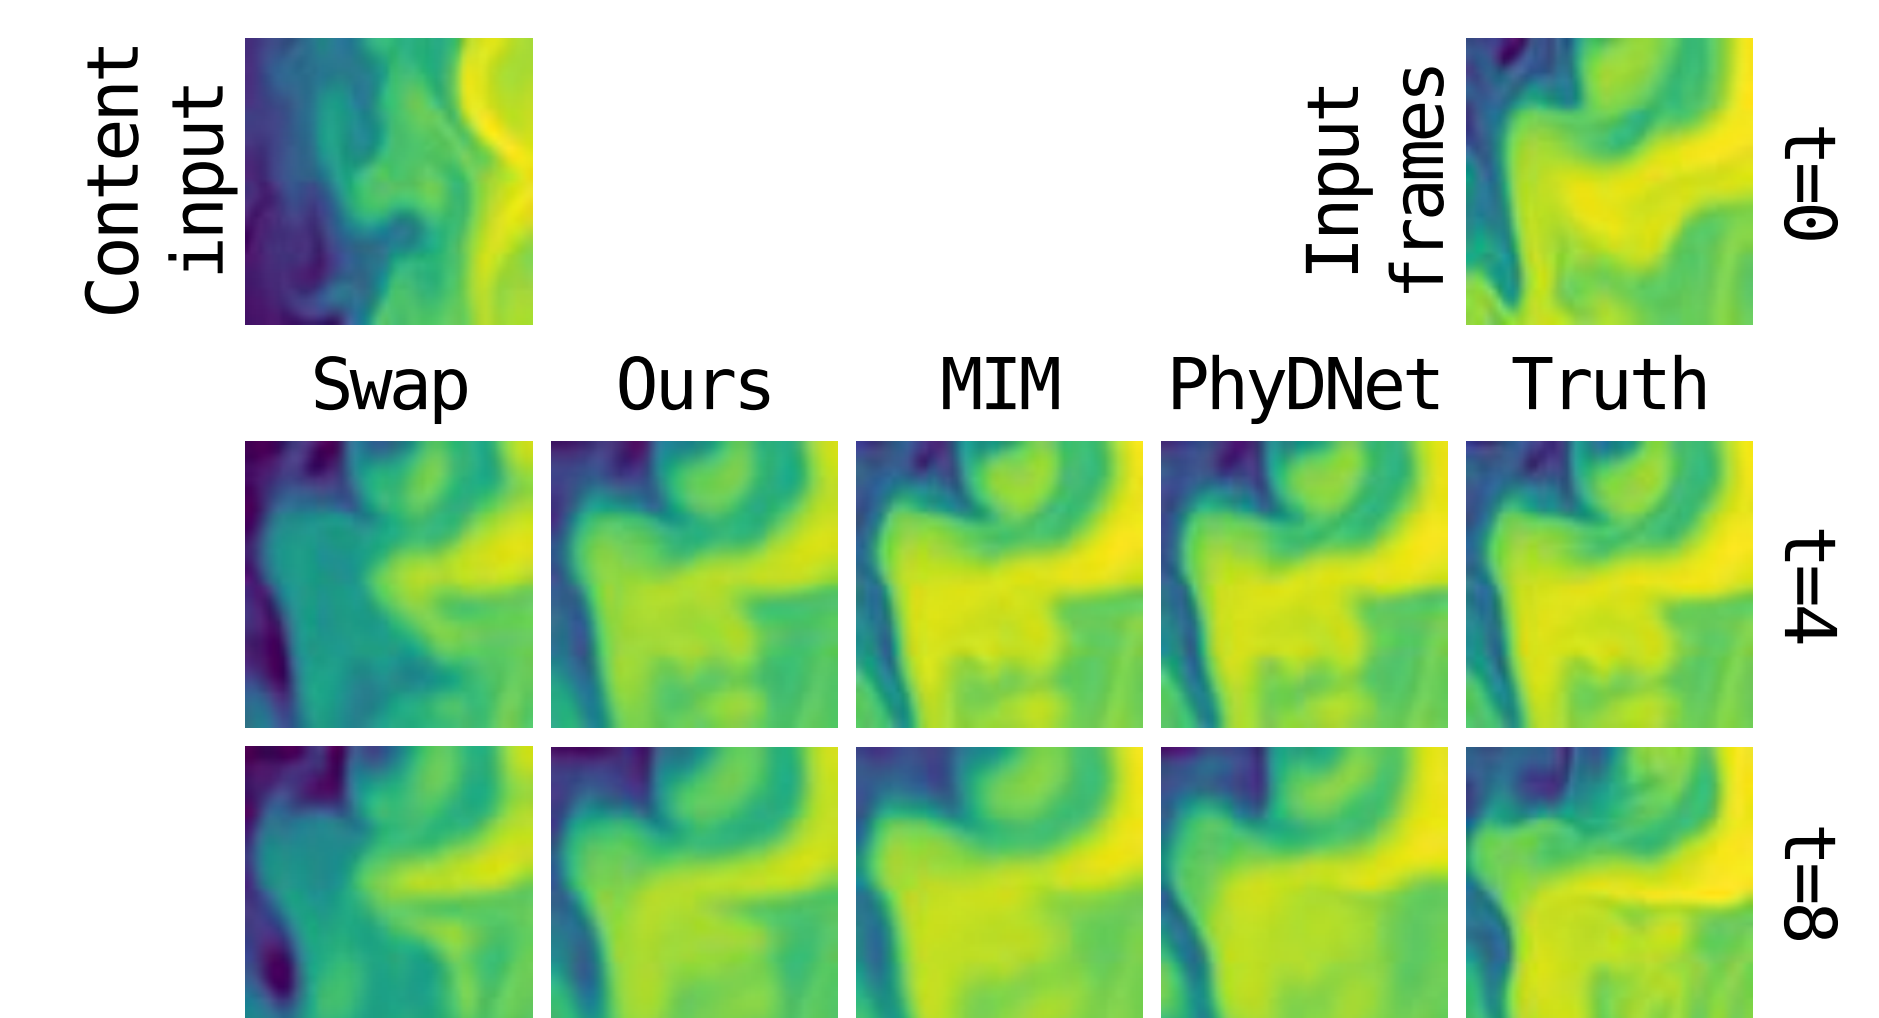 Content
input
Input
frames
t=0
Swap Ours MIM PhyDNet Truth
t=4
t=8